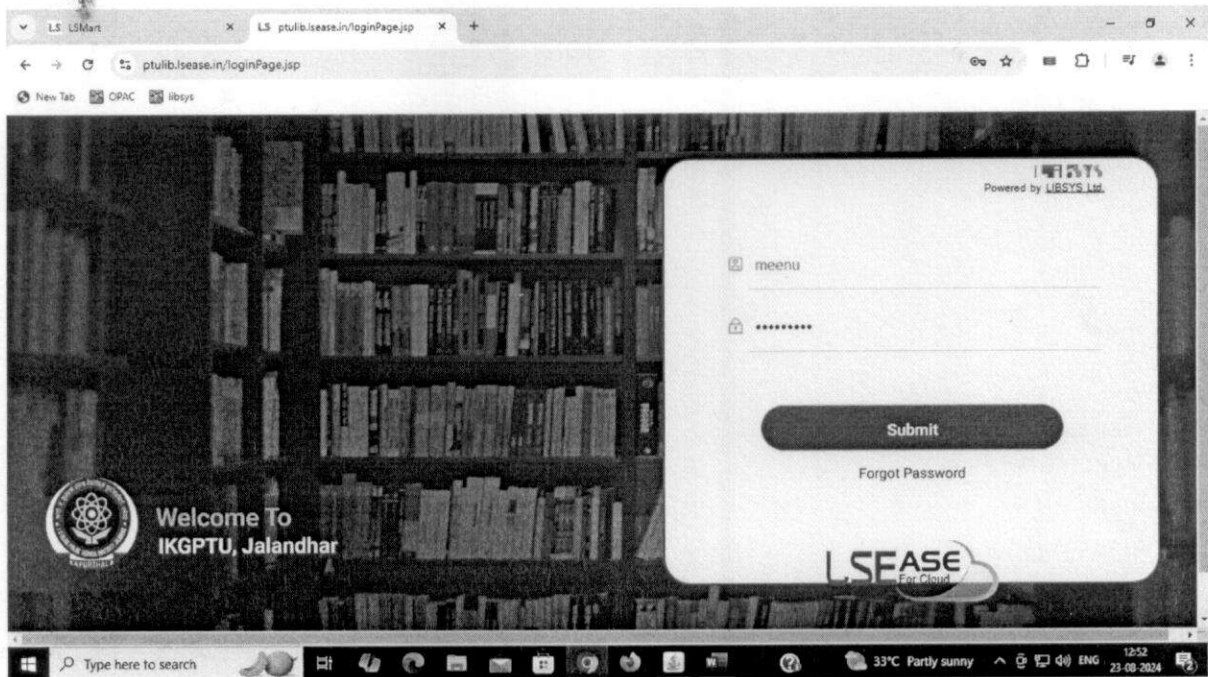 LS LSMart
LS ptulib.lsease.in/loginPage.jsp
ptulib.lsease.in/loginPage.jsp
New Tab OPAC libsys
Powered by LIBSYS Ltd.
meenu
•••••••••
Submit
Forgot Password
Welcome To
IKGPTU, Jalandhar
KAPURTHALA
LSEASE
For Cloud
Type here to search
33°C Partly sunny
ENG
12:52
23-08-2024
2